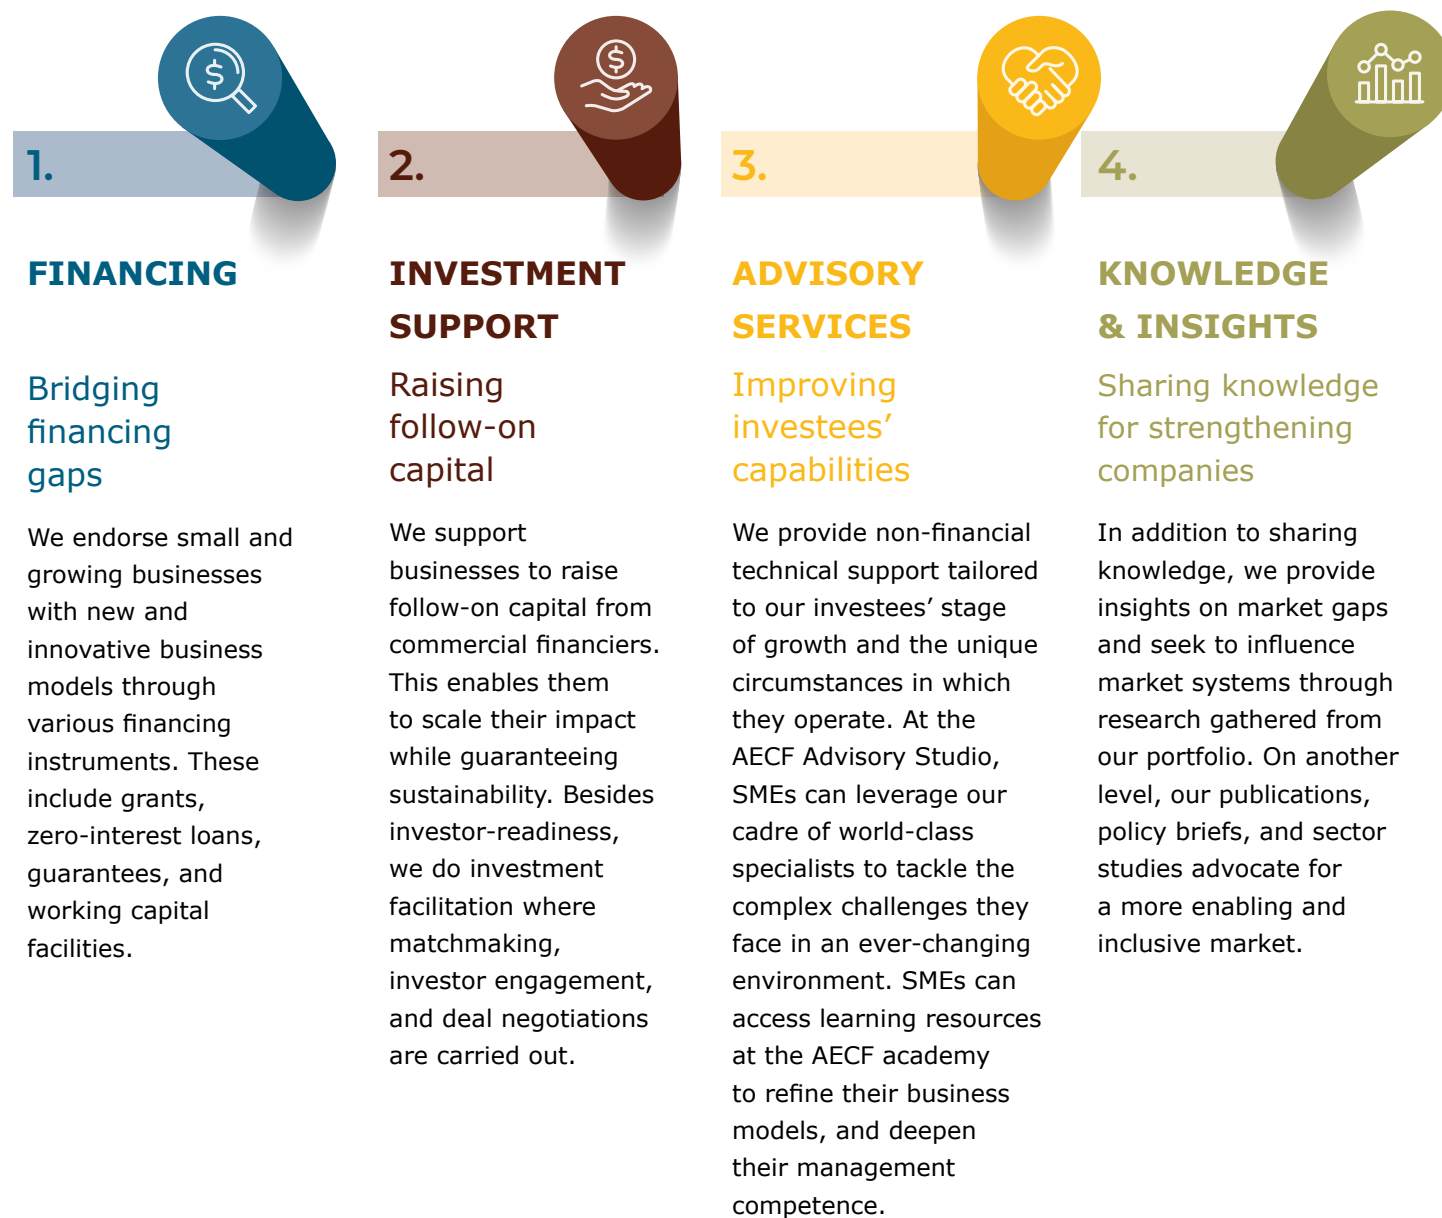 1.
FINANCING
Bridging
financing
gaps
We endorse small and
growing businesses
with new and
innovative business
models through
various financing
instruments. These
include grants,
zero-interest loans,
guarantees, and
working capital
facilities.
2.
INVESTMENT
SUPPORT
Raising
follow-on
capital
We support
businesses to raise
follow-on capital from
commercial financiers.
This enables them
to scale their impact
while guaranteeing
sustainability. Besides
investor-readiness,
we do investment
facilitation where
matchmaking,
investor engagement,
and deal negotiations
are carried out.
3.
ADVISORY
SERVICES
Improving
investees’
capabilities
We provide non-financial
technical support tailored
to our investees’ stage
of growth and the unique
circumstances in which
they operate. At the
AECF Advisory Studio,
SMEs can leverage our
cadre of world-class
specialists to tackle the
complex challenges they
face in an ever-changing
environment. SMEs can
access learning resources
at the AECF academy
to refine their business
models, and deepen
their management
competence.
4.
KNOWLEDGE
& INSIGHTS
Sharing knowledge
for strengthening
companies
In addition to sharing
knowledge, we provide
insights on market gaps
and seek to influence
market systems through
research gathered from
our portfolio. On another
level, our publications,
policy briefs, and sector
studies advocate for
a more enabling and
inclusive market.